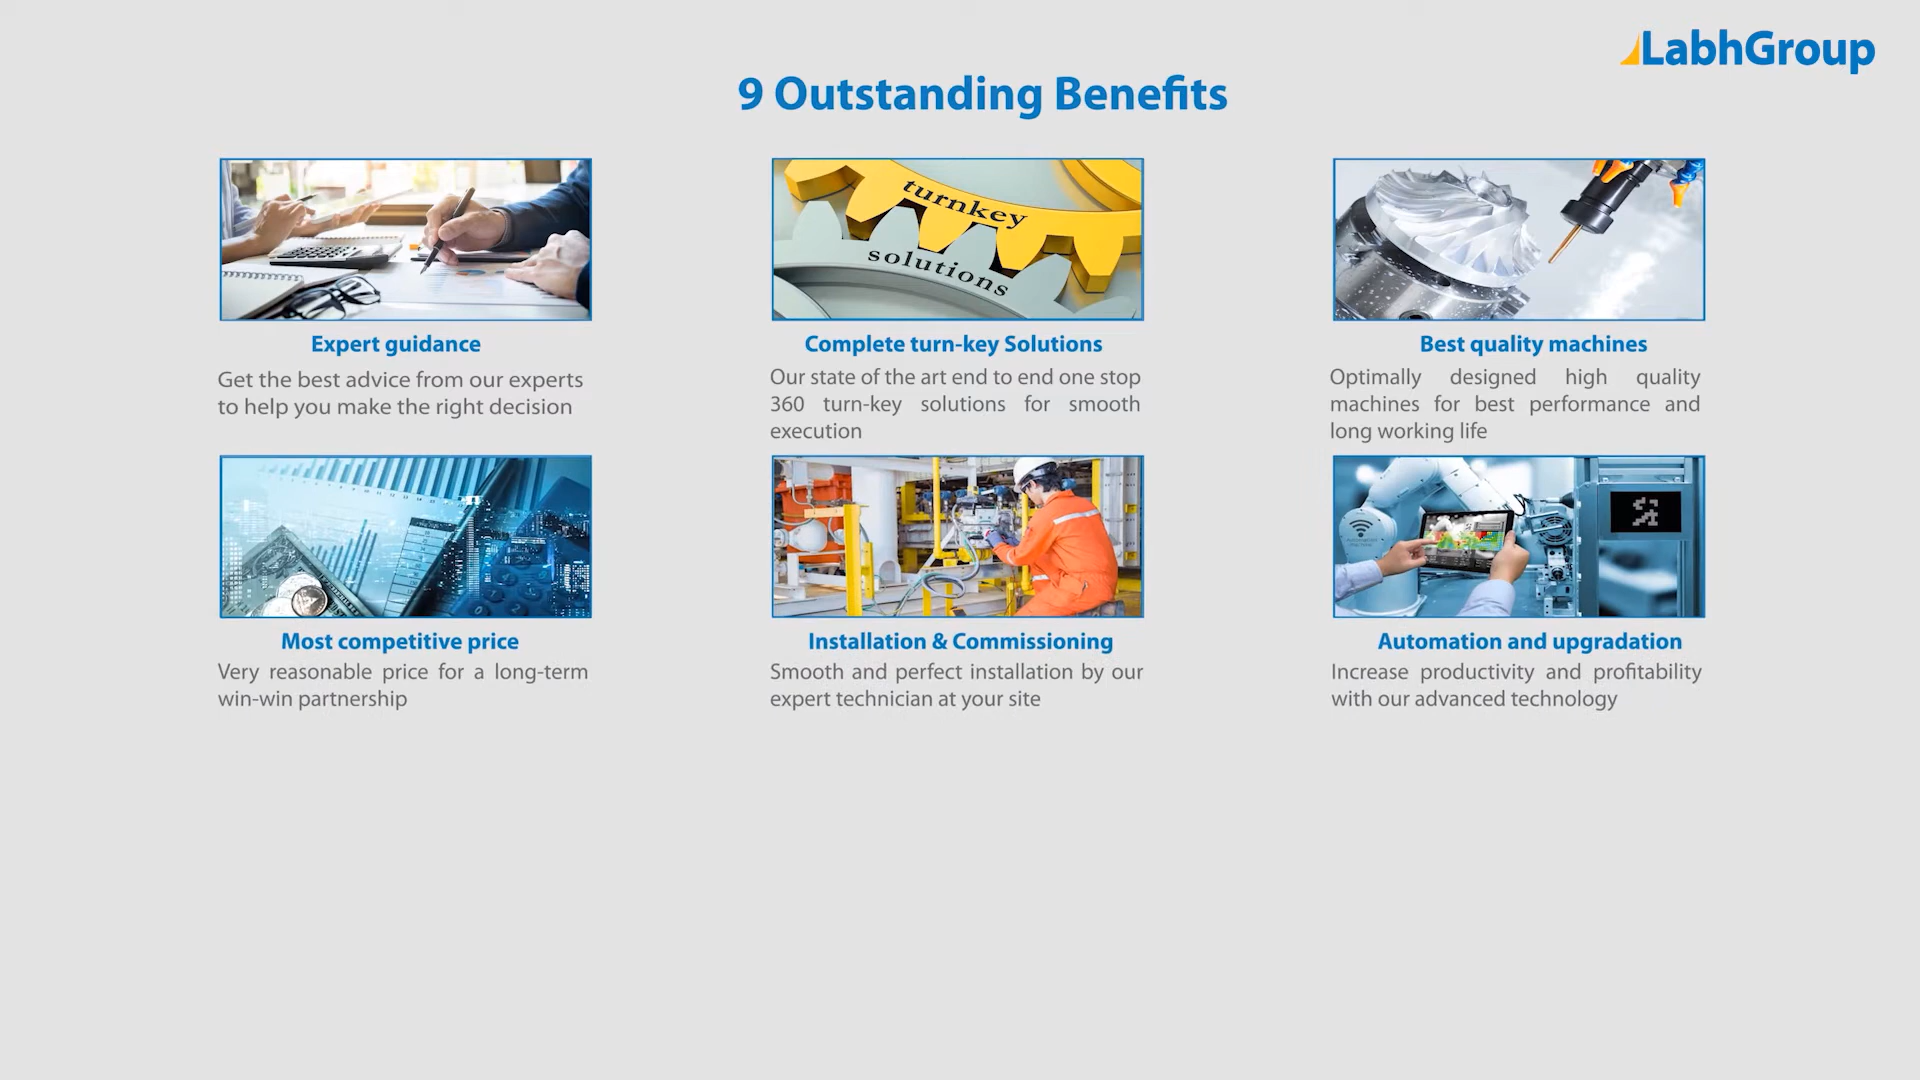 LabhGroup
9 Outstanding Benefits
turnkey
solutions
Expert guidance
Get the best advice from our experts
to help you make the right decision
Complete turn-key Solutions
Our state of the art end to end one stop
360 turn-key solutions for smooth
execution
Best quality machines
Optimally designed high quality
machines for best performance and
long working life
Most competitive price
Very reasonable price for a long-term
win-win partnership
Installation & Commissioning
Smooth and perfect installation by our
expert technician at your site
Automation and upgradation
Increase productivity and profitability
with our advanced technology